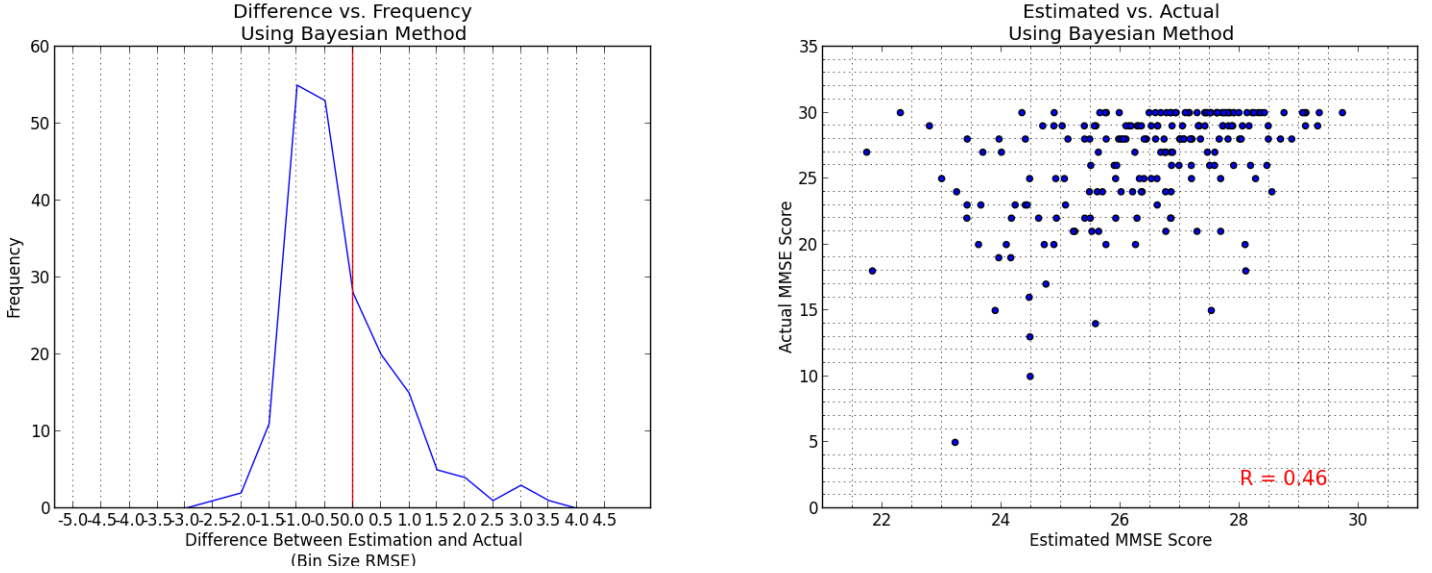 Difference vs. Frequency
Using Bayesian Method
60
50
40
30
20
10
0
Frequency
-5.0 -4.5 -4.0 -3.5 -3.0 -2.5 -2.0 -1.5 -1.0 -0.5 0.0 0.5 1.0 1.5 2.0 2.5 3.0 3.5 4.0 4.5
Difference Between Estimation and Actual
(Bin Size RMSE)
Estimated vs. Actual
Using Bayesian Method
35
30
25
20
15
10
5
0
Actual MMSE Score
R = 0.46
22 24 26 28 30
Estimated MMSE Score